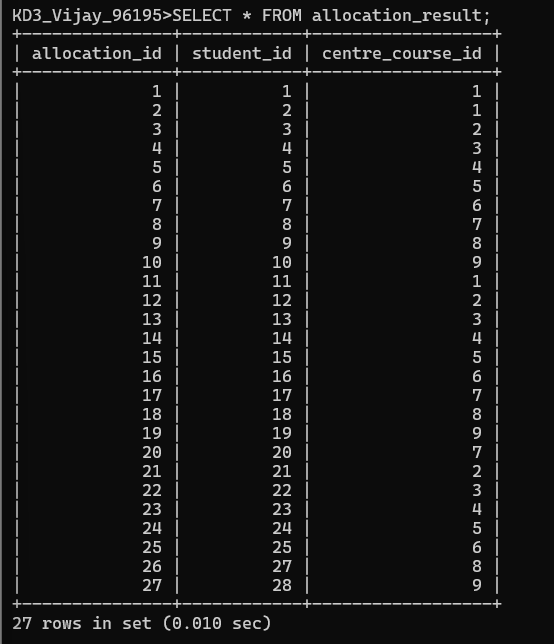 KD3_Vijay_96195>SELECT * FROM allocation_result;
+---------------+------------+------------------+
| allocation_id | student_id | centre_course_id |
+---------------+------------+------------------+
|             1 |          1 |                1 |
|             2 |          2 |                1 |
|             3 |          3 |                2 |
|             4 |          4 |                3 |
|             5 |          5 |                4 |
|             6 |          6 |                5 |
|             7 |          7 |                6 |
|             8 |          8 |                7 |
|             9 |          9 |                8 |
|            10 |         10 |                9 |
|            11 |         11 |                1 |
|            12 |         12 |                2 |
|            13 |         13 |                3 |
|            14 |         14 |                4 |
|            15 |         15 |                5 |
|            16 |         16 |                6 |
|            17 |         17 |                7 |
|            18 |         18 |                8 |
|            19 |         19 |                9 |
|            20 |         20 |                7 |
|            21 |         21 |                2 |
|            22 |         22 |                3 |
|            23 |         23 |                4 |
|            24 |         24 |                5 |
|            25 |         25 |                6 |
|            26 |         27 |                8 |
|            27 |         28 |                9 |
+---------------+------------+------------------+
27 rows in set (0.010 sec)